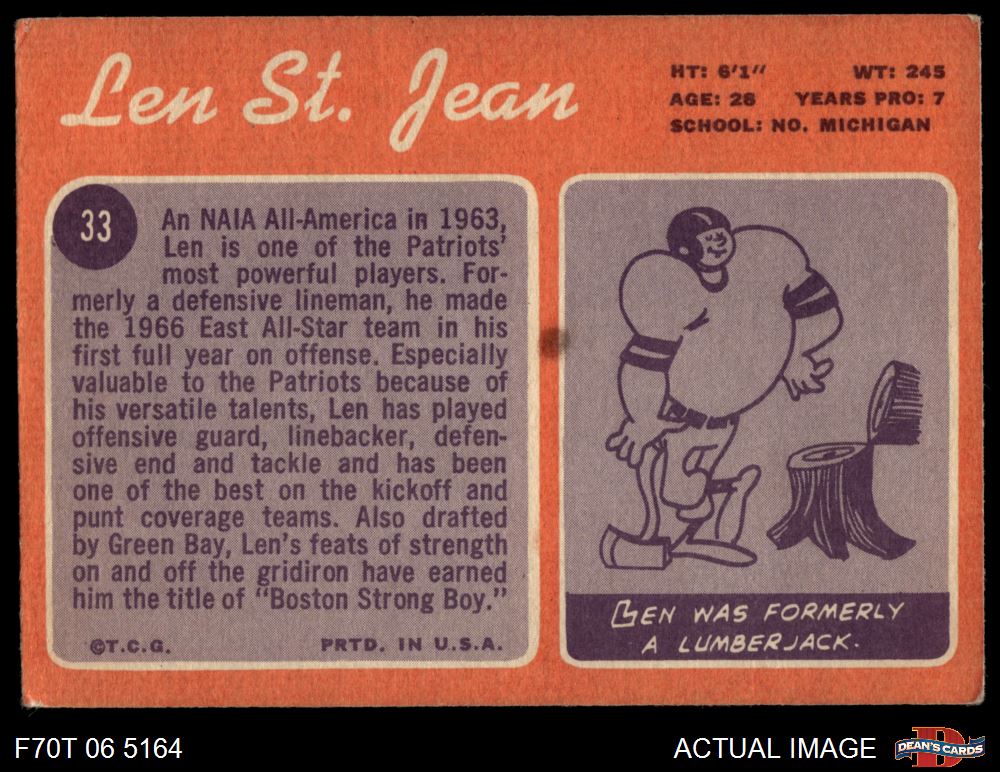 Len St. Jean
HT: 6'1" WT: 245
AGE: 28 YEARS PRO: 7
SCHOOL: NO. MICHIGAN
33
An NAIA All-America in 1963,
Len is one of the Patriots'
most powerful players. For-
merly a defensive lineman, he made
the 1966 East All-Star team in his
first full year on offense. Especially
valuable to the Patriots because of
his versatile talents, Len has played
offensive guard, linebacker, defen-
sive end and tackle and has been
one of the best on the kickoff and
punt coverage teams. Also drafted
by Green Bay, Len's feats of strength
on and off the gridiron have earned
him the title of "Boston Strong Boy."
©T.C.G. PRTD. IN U.S.A.
LEN WAS FORMERLY
A LUMBERJACK.
F70T 06 5164
ACTUAL IMAGE
D
DEAN'S CARDS